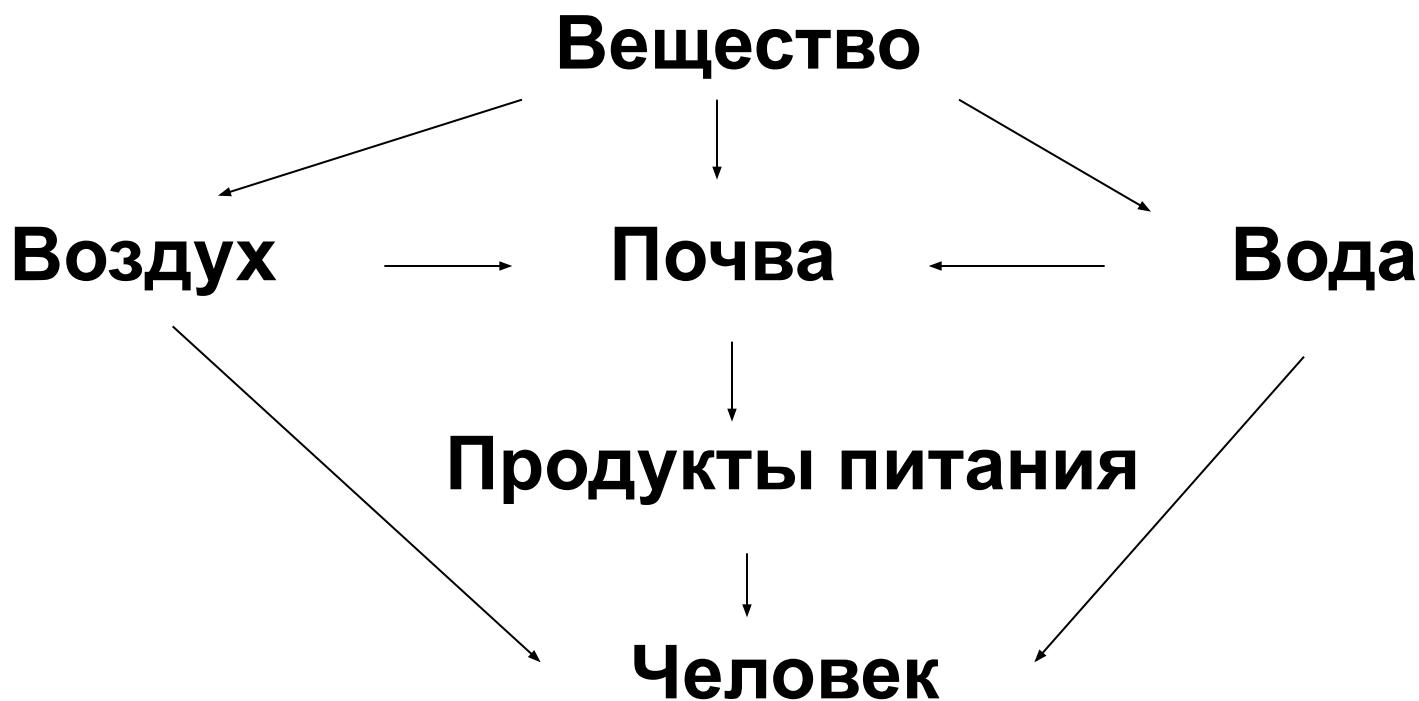 Вещество
Воздух
Почва
Вода
Продукты питания
Человек